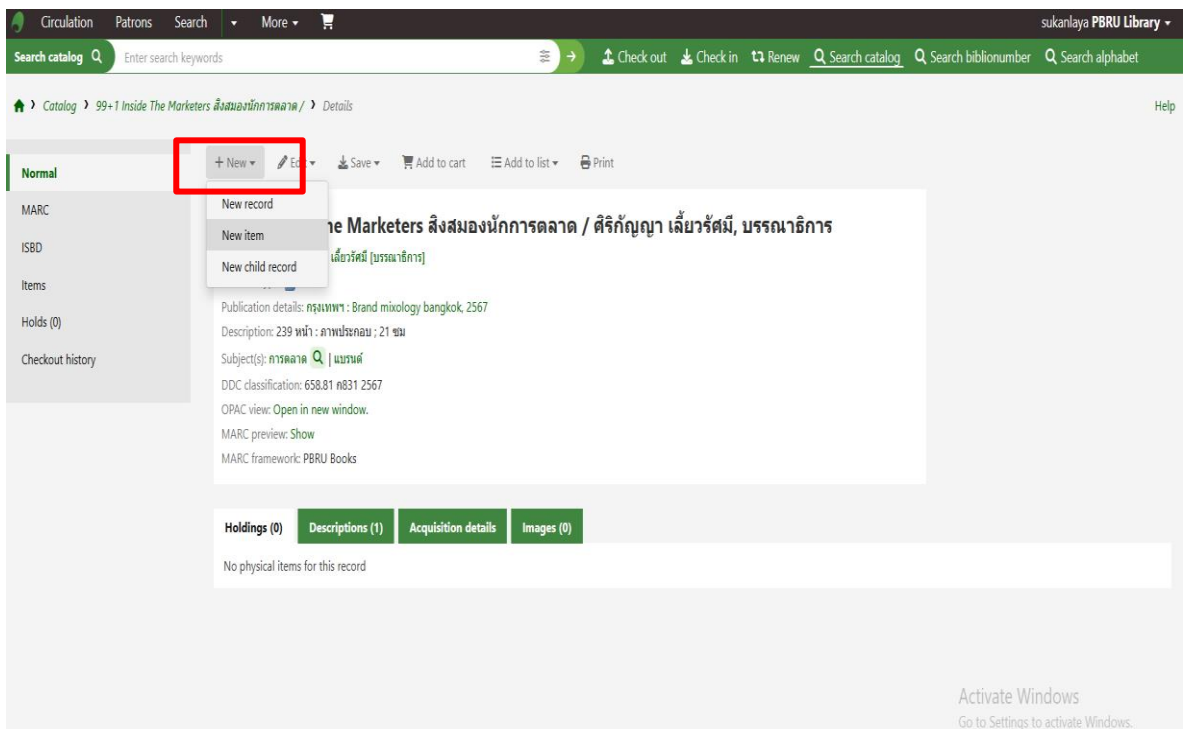 Circulation Patrons Search More sukanlaya PBRU Library
Search catalog Enter search keywords Check out Check in Renew Search catalog Search biblionumber Search alphabet
Catalog 99+1 Inside The Marketers สิงสมองนักการตลาด / Details Help
+ New Save Add to cart Add to list Print
Normal
MARC
ISBD
Items
Holds (0)
Checkout history
New record
New item
New child record
he Marketers สิงสมองนักการตลาด / ศิริกัญญา เลี้ยวรัศมี, บรรณาธิการ
เลี้ยวรัศมี [บรรณาธิการ]
Publication details: กรุงเทพฯ : Brand mixology bangkok, 2567
Description: 239 หน้า : ภาพประกอบ ; 21 ซม
Subject(s): การตลาด | แบรนด์
DDC classification: 658.81 ก831 2567
OPAC view: Open in new window.
MARC preview: Show
MARC framework: PBRU Books
Holdings (0) Descriptions (1) Acquisition details Images (0)
No physical items for this record
Activate Windows
Go to Settings to activate Windows.